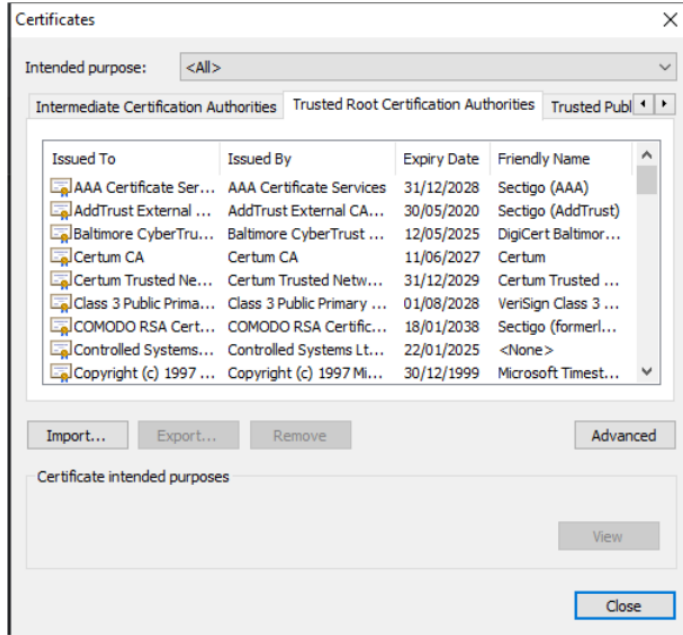 Certificates
Intended purpose: <All>
Intermediate Certification Authorities Trusted Root Certification Authorities Trusted Publ
Issued To Issued By Expiry Date Friendly Name
AAA Certificate Ser... AAA Certificate Services 31/12/2028 Sectigo (AAA)
AddTrust External ... AddTrust External CA... 30/05/2020 Sectigo (AddTrust)
Baltimore CyberTru... Baltimore CyberTrust ... 12/05/2025 DigiCert Baltimor...
Certum CA Certum CA 11/06/2027 Certum
Certum Trusted Ne... Certum Trusted Netw... 31/12/2029 Certum Trusted ...
Class 3 Public Prima... Class 3 Public Primary ... 01/08/2028 VeriSign Class 3 ...
COMODO RSA Cert... COMODO RSA Certific... 18/01/2038 Sectigo (formerl...
Controlled Systems... Controlled Systems Lt... 22/01/2025 <None>
Copyright (c) 1997 ... Copyright (c) 1997 Mi... 30/12/1999 Microsoft Timest...
Import... Export... Remove Advanced
Certificate intended purposes
View
Close